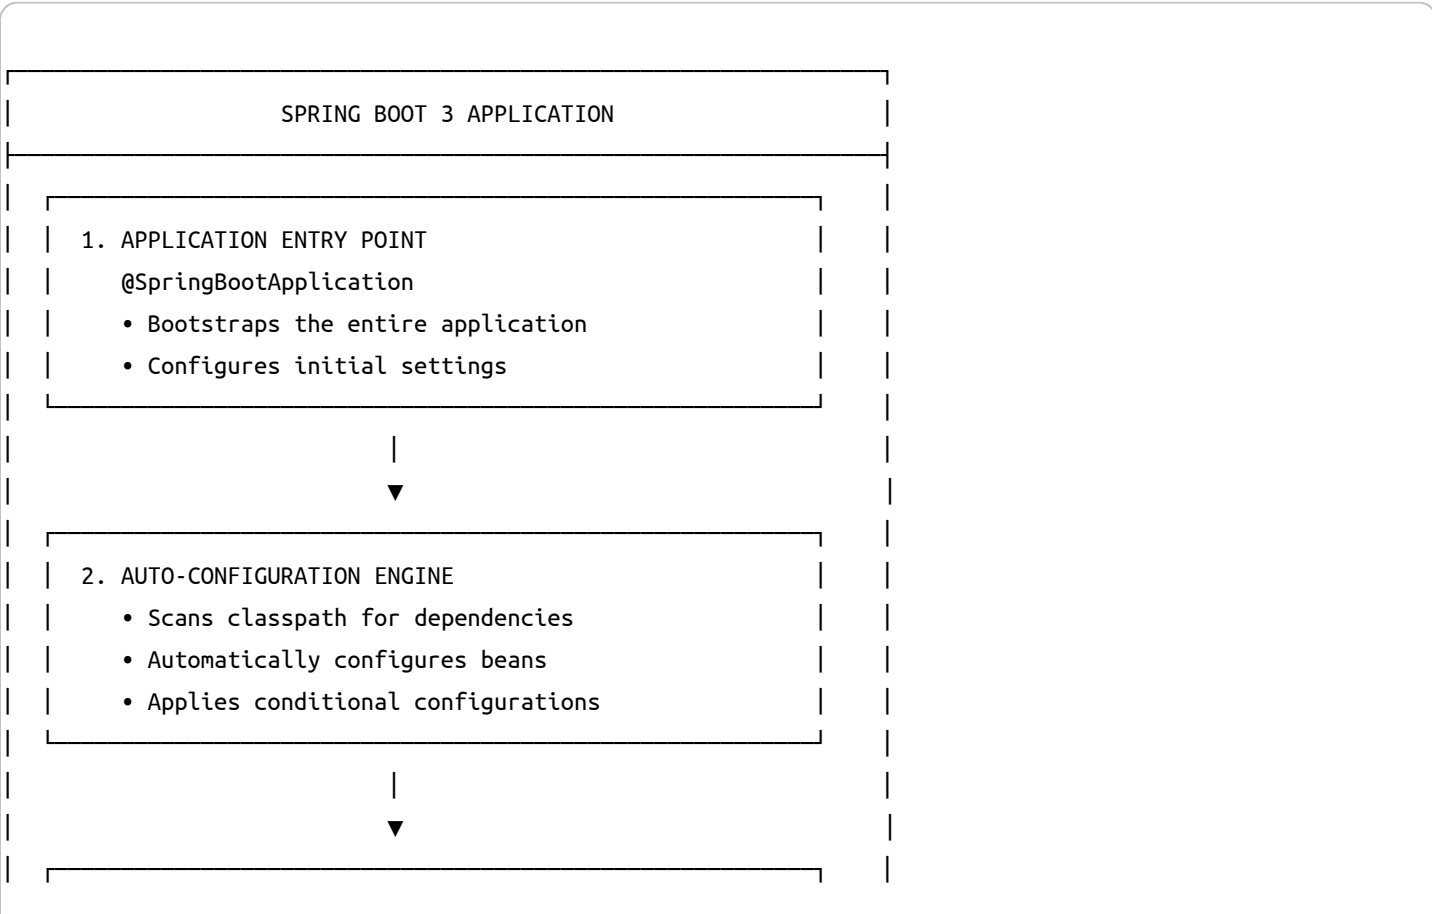 SPRING BOOT 3 APPLICATION
1. APPLICATION ENTRY POINT
@SpringBootApplication
• Bootstraps the entire application
• Configures initial settings
▼
2. AUTO-CONFIGURATION ENGINE
• Scans classpath for dependencies
• Automatically configures beans
• Applies conditional configurations
▼